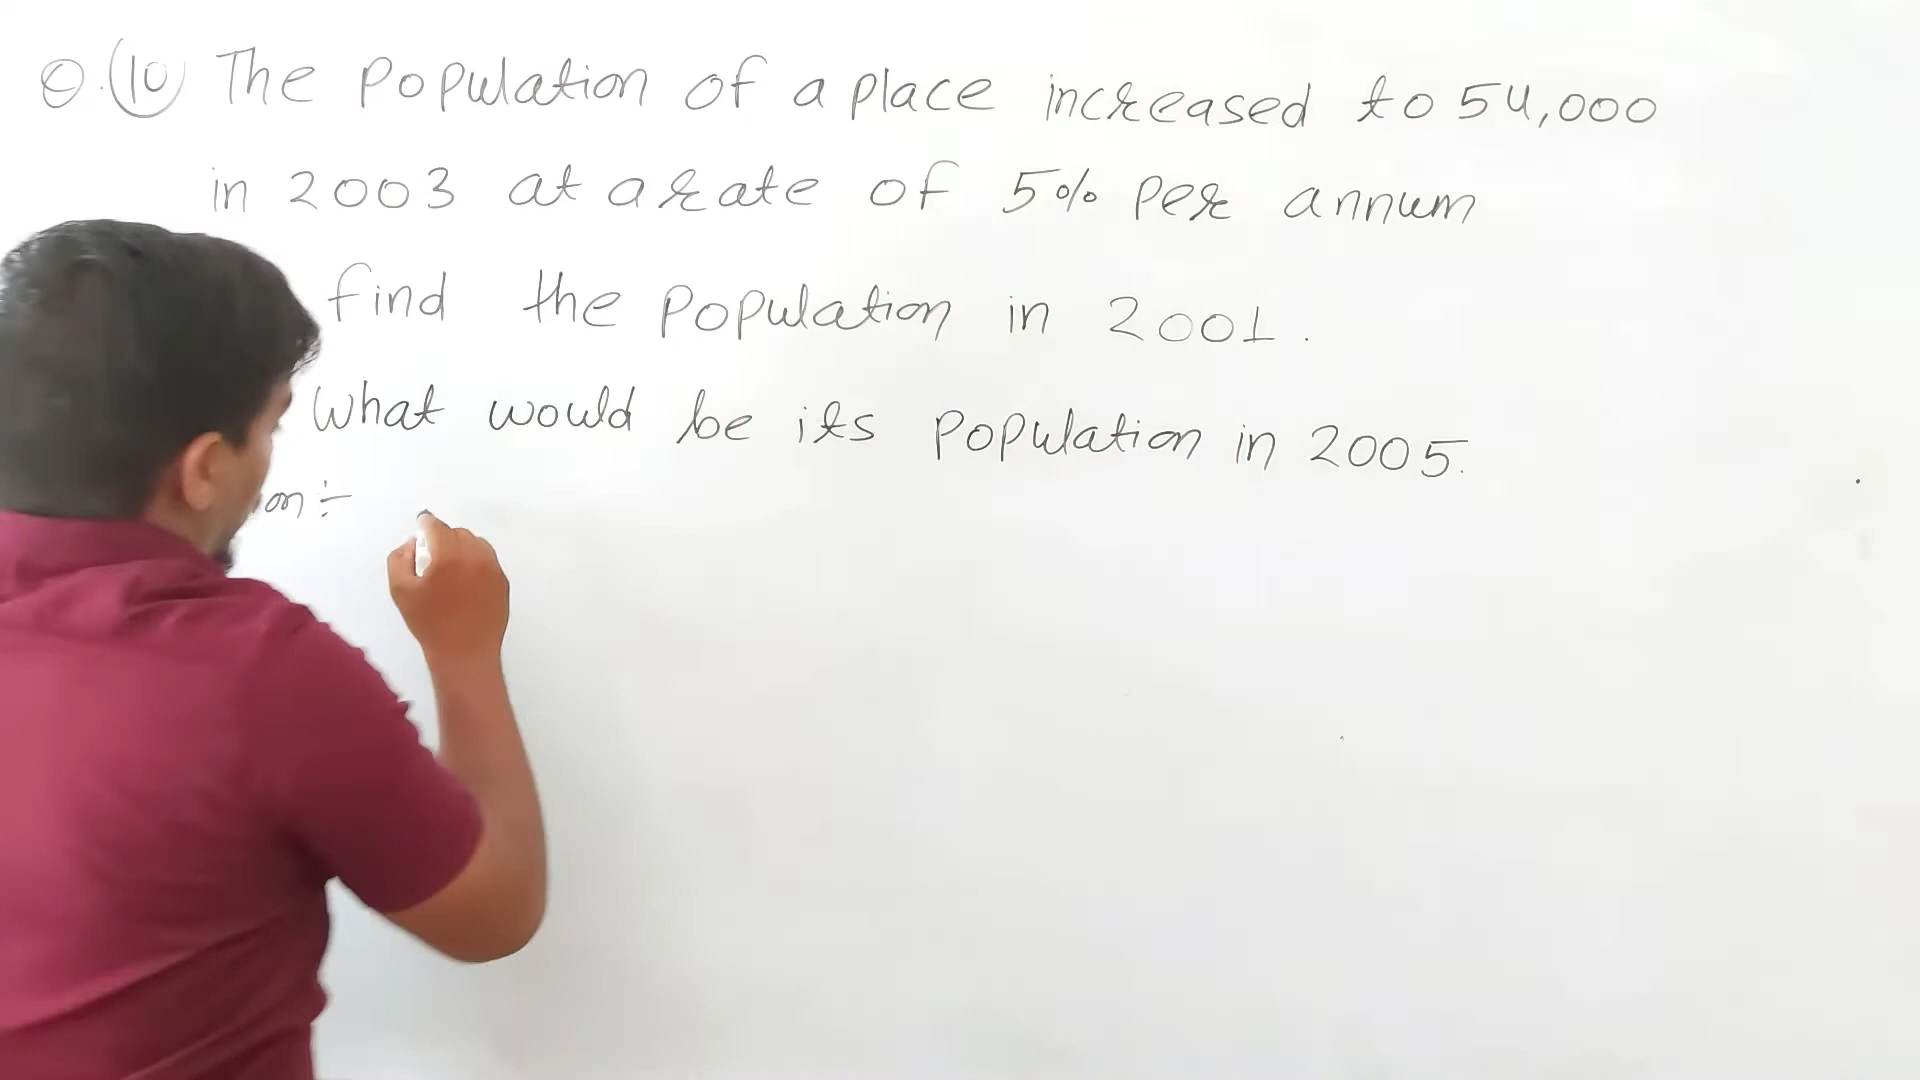 Q.(10) The Population of a place increased to 54,000
in 2003 at a rate of 5% Per annum
find the Population in 2001.
What would be its Population in 2005.